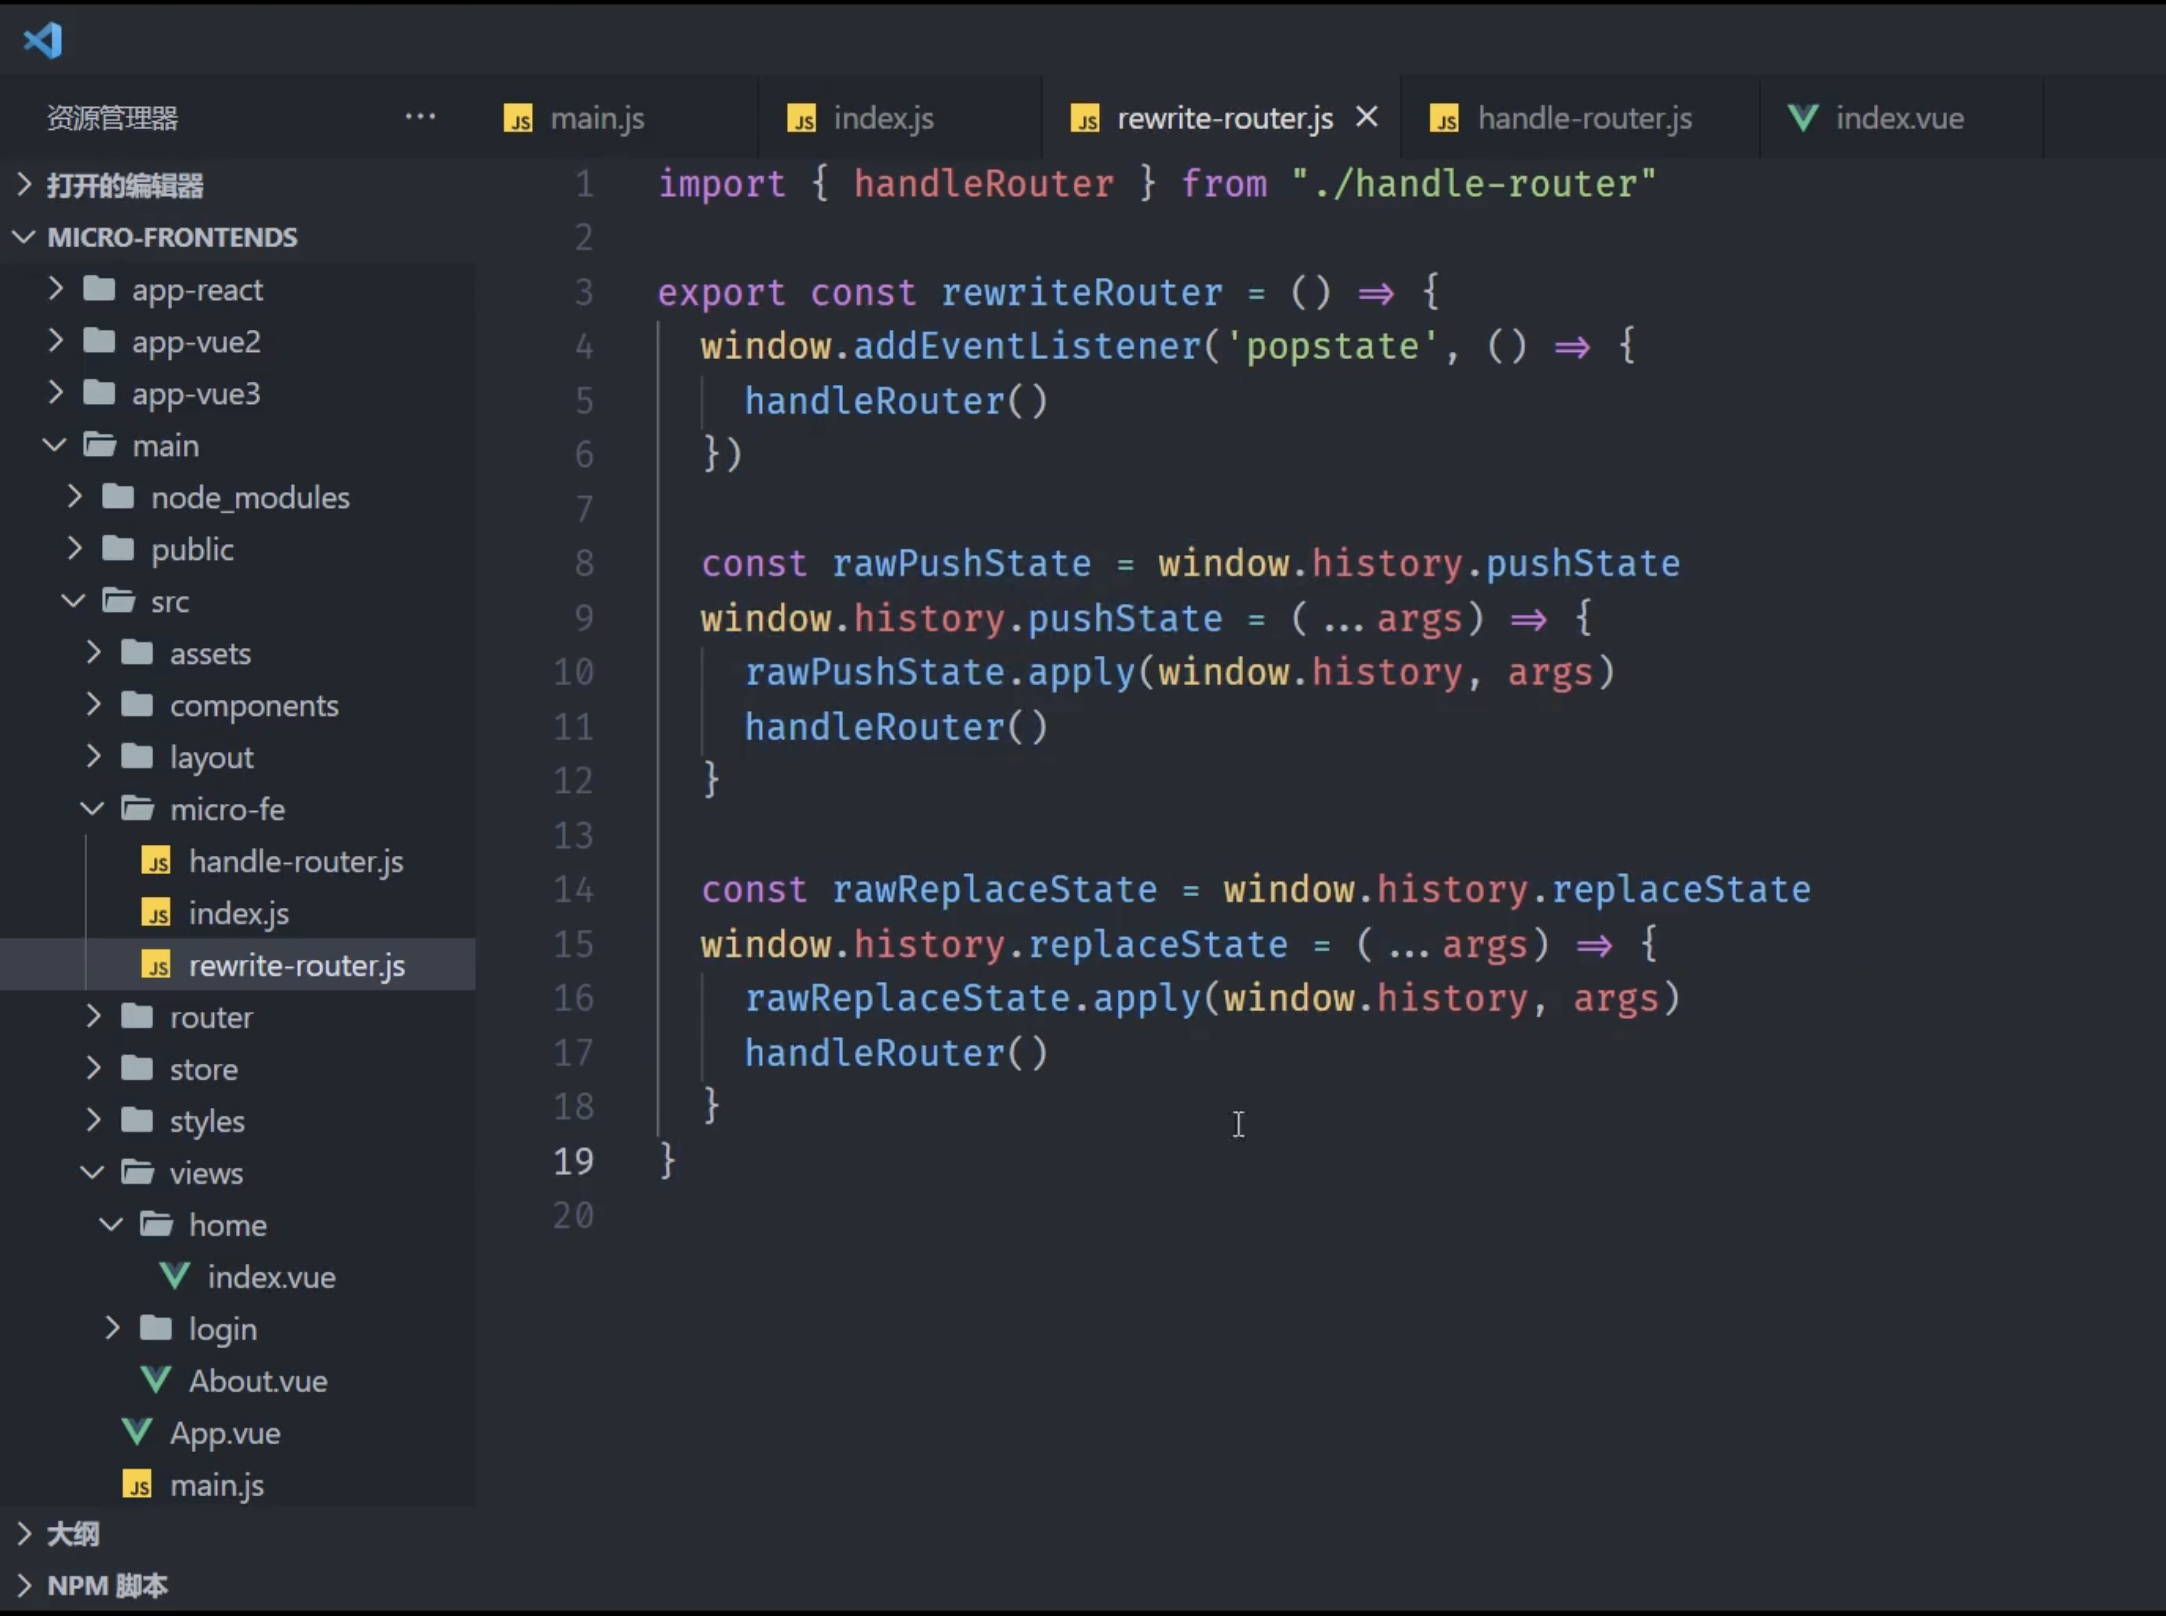 资源管理器 ···
main.js
index.js
rewrite-router.js
handle-router.js
index.vue
打开的编辑器
MICRO-FRONTENDS
app-react
app-vue2
app-vue3
main
node_modules
public
src
assets
components
layout
micro-fe
handle-router.js
index.js
rewrite-router.js
router
store
styles
views
home
index.vue
login
About.vue
App.vue
main.js
大纲
NPM 脚本
1 import { handleRouter } from "./handle-router"
2
3 export const rewriteRouter = () => {
4 window.addEventListener('popstate', () => {
5 handleRouter()
6 })
7
8 const rawPushState = window.history.pushState
9 window.history.pushState = (...args) => {
10 rawPushState.apply(window.history, args)
11 handleRouter()
12 }
13
14 const rawReplaceState = window.history.replaceState
15 window.history.replaceState = (...args) => {
16 rawReplaceState.apply(window.history, args)
17 handleRouter()
18 }
19 }
20